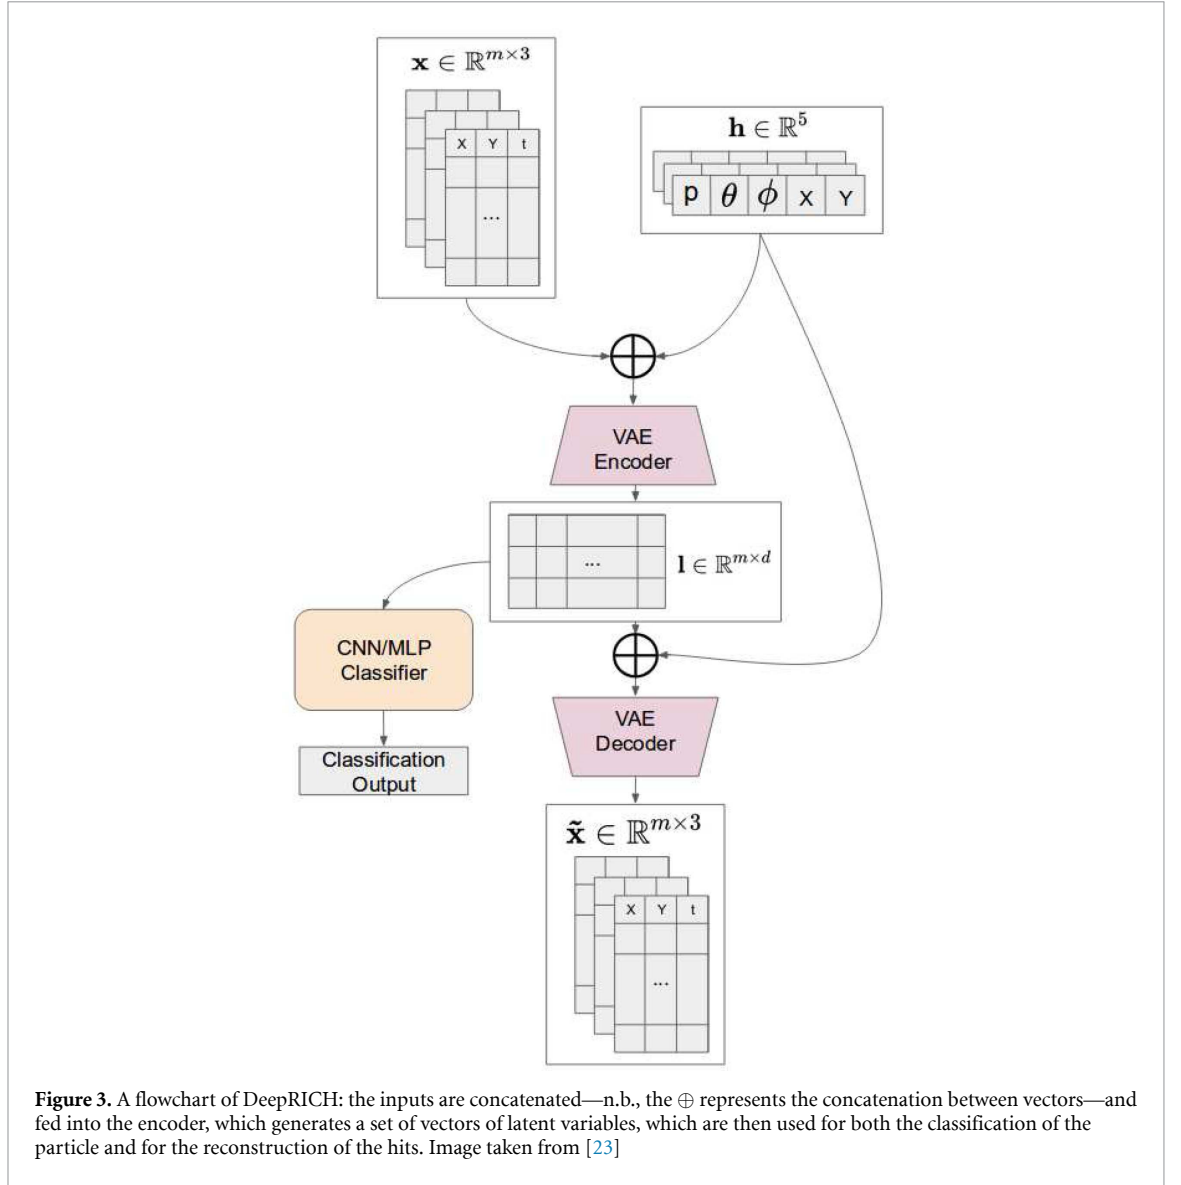 x ∈ ℝ^{m×3}
X Y t
...
h ∈ ℝ^5
p θ ϕ X Y
VAE
Encoder
...
l ∈ ℝ^{m×d}
CNN/MLP
Classifier
Classification
Output
VAE
Decoder
x̃ ∈ ℝ^{m×3}
X Y t
...
Figure 3. A flowchart of DeepRICH: the inputs are concatenated—n.b., the ⊕ represents the concatenation between vectors—and
fed into the encoder, which generates a set of vectors of latent variables, which are then used for both the classification of the
particle and for the reconstruction of the hits. Image taken from [23]